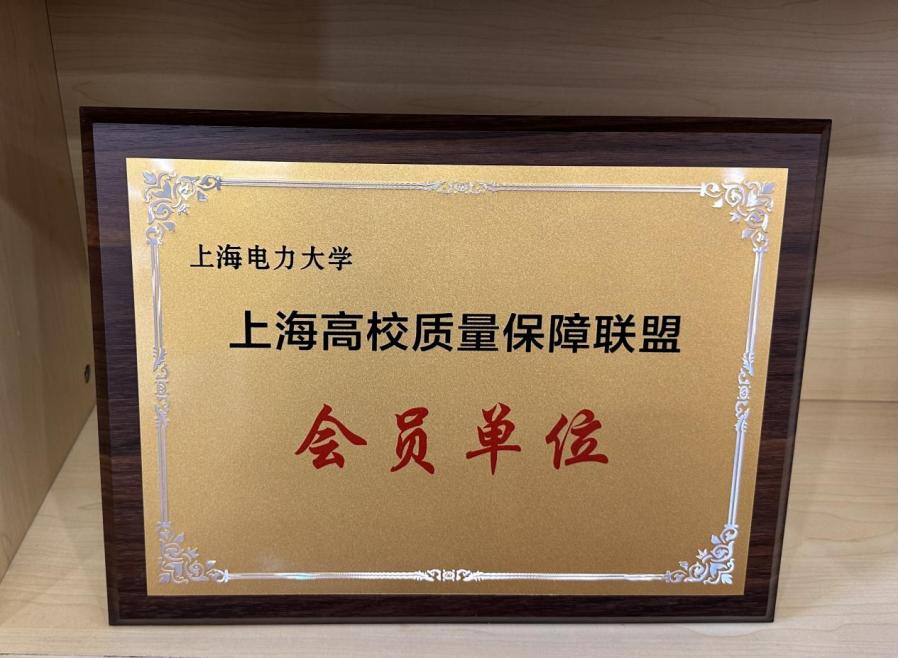 上海电力大学
上海高校质量保障联盟
会员单位